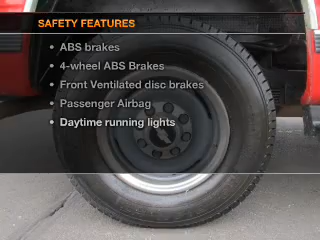 SAFETY FEATURES
• ABS brakes
• 4-wheel ABS Brakes
• Front Ventilated disc brakes
• Passenger Airbag
• Daytime running lights